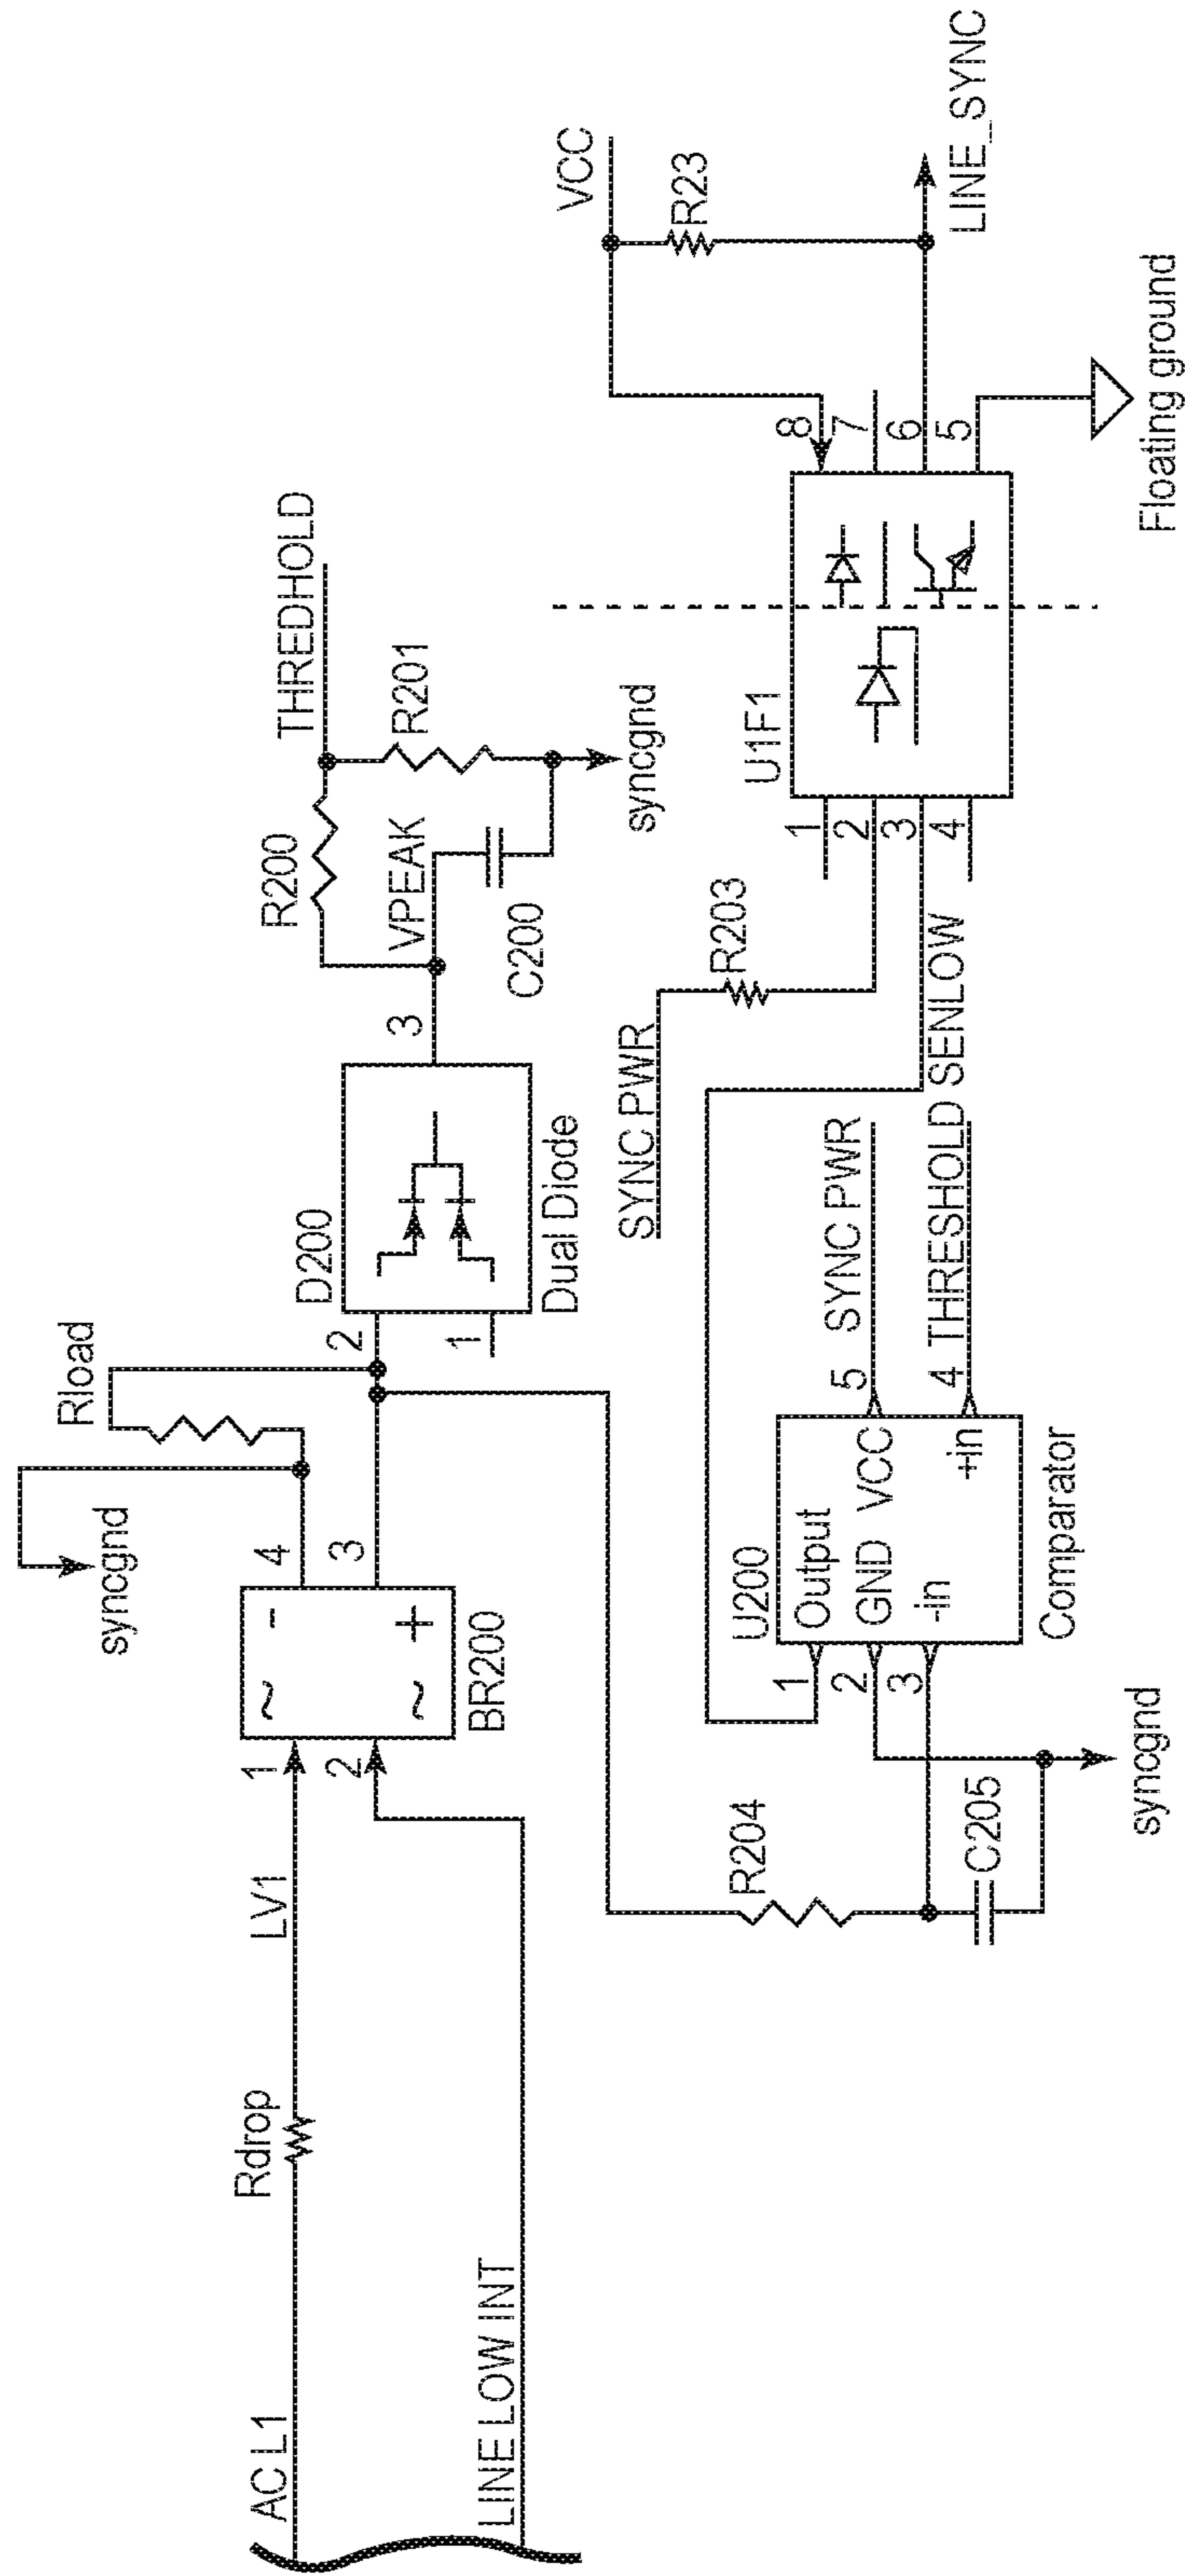 AC L1
Rdrop
LV1
LINE LOW INT
1
2
~ -
~ +
4
3
BR200
syncgnd
Rload
2
1
D200
Dual Diode
3
VPEAK
C200
R200
R201
THREDHOLD
syncgnd
R204
C205
syncgnd
U200
1
2
3
Output
GND VCC
-in +in
Comparator
5 SYNC PWR
4 THRESHOLD SENLOW
SYNC PWR
R203
U1F1
1
2
3
4
8
7
6
5
VCC
R23
LINE_SYNC
Floating ground